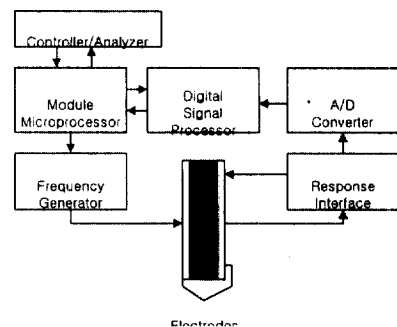 Controller/Analyzer
Module
Microprocessor
Digital
Signal
Processor
A/D
Converter
Frequency
Generator
Response
Interface
Electrodes